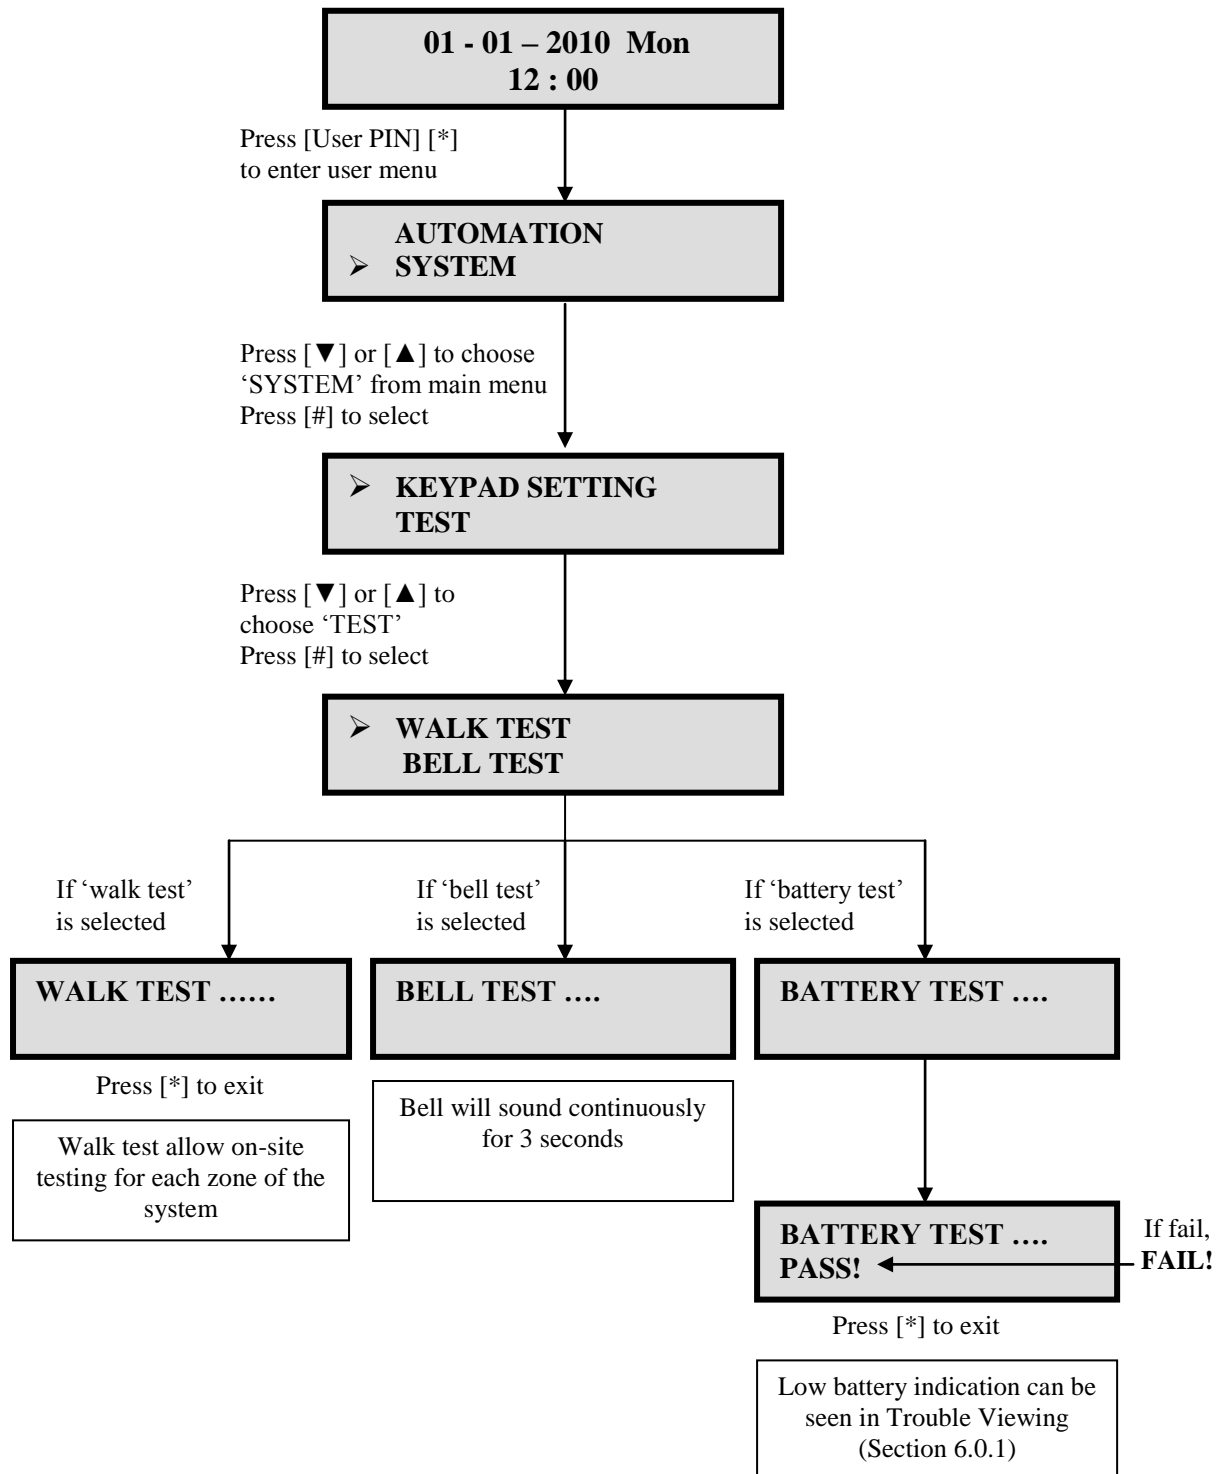 01 - 01 – 2010  Mon
12 : 00
Press [User PIN] [*]
to enter user menu
AUTOMATION
➢ SYSTEM
Press [▼] or [▲] to choose
‘SYSTEM’ from main menu
Press [#] to select
➢ KEYPAD SETTING
TEST
Press [▼] or [▲] to
choose ‘TEST’
Press [#] to select
➢ WALK TEST
BELL TEST
If ‘walk test’
is selected
If ‘bell test’
is selected
If ‘battery test’
is selected
WALK TEST ……
BELL TEST ….
BATTERY TEST ….
Press [*] to exit
Walk test allow on-site
testing for each zone of the
system
Bell will sound continuously
for 3 seconds
BATTERY TEST ….
PASS!
If fail,
FAIL!
Press [*] to exit
Low battery indication can be
seen in Trouble Viewing
(Section 6.0.1)